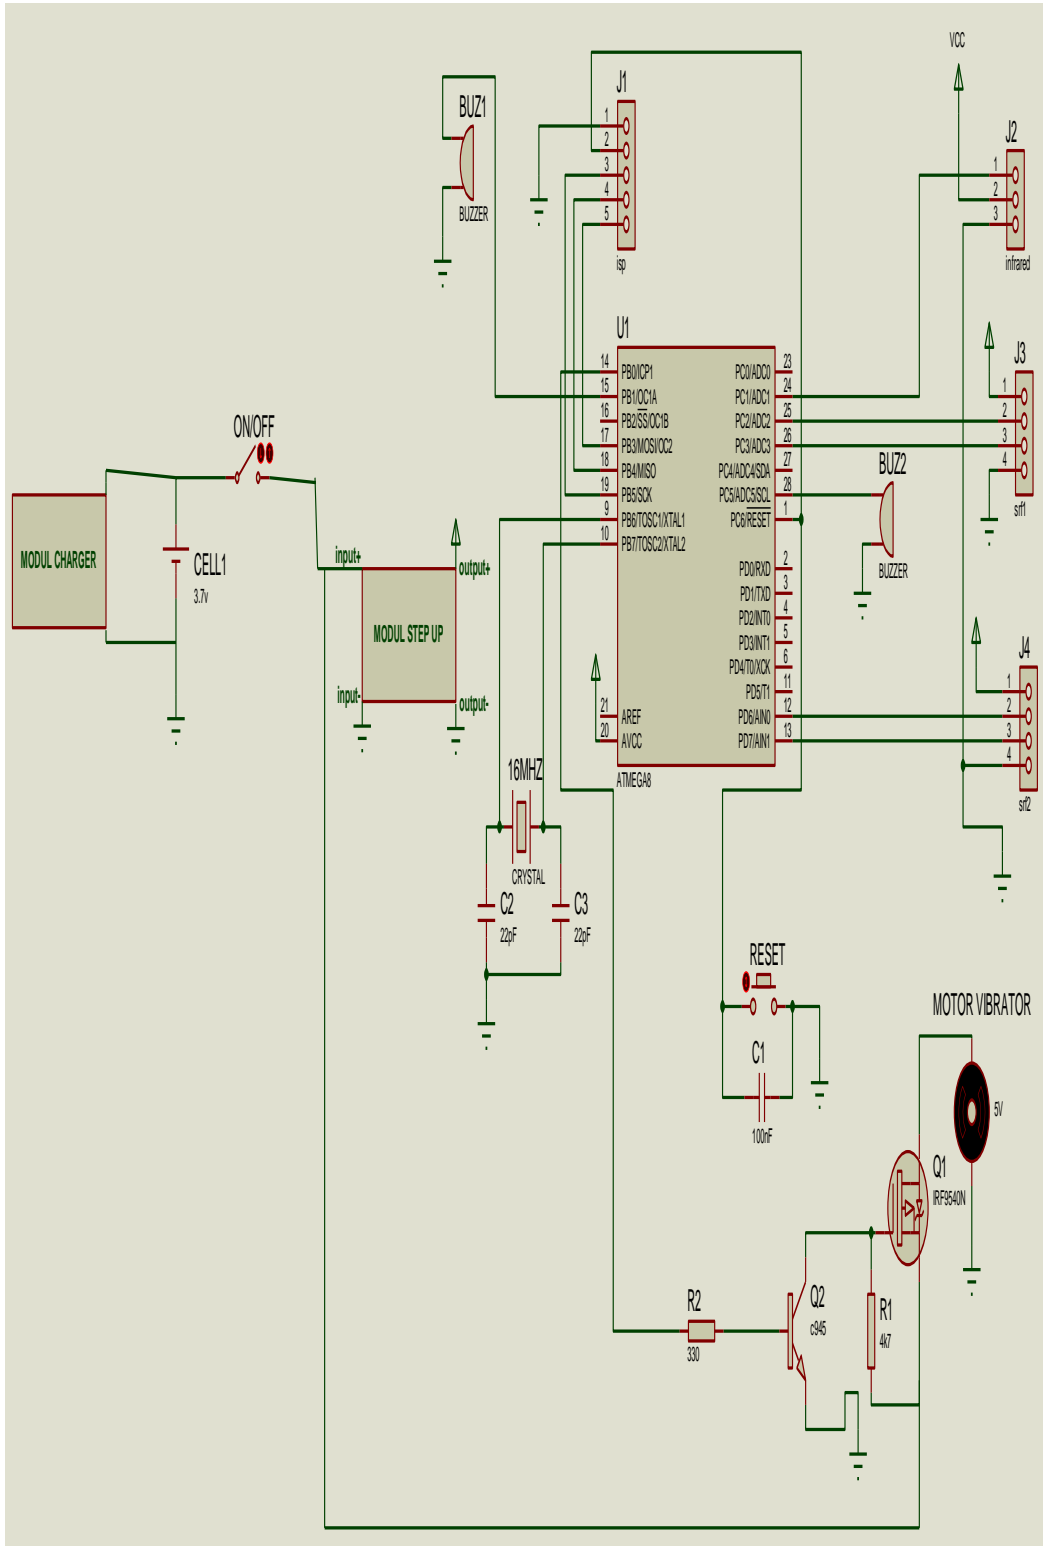 VCC
J1
BUZ1
1
2
3
4
5
BUZZER
isp
J2
1
2
3
infrared
U1
14
15
16
17
18
19
9
10
21
20
PB0/ICP1
PB1/OC1A
PB2/SS/OC1B
PB3/MOSI/OC2
PB4/MISO
PB5/SCK
PB6/TOSC1/XTAL1
PB7/TOSC2/XTAL2
AREF
AVCC
PC0/ADC0
PC1/ADC1
PC2/ADC2
PC3/ADC3
PC4/ADC4/SDA
PC5/ADC5/SCL
PC6/RESET
PD0/RXD
PD1/TXD
PD2/INT0
PD3/INT1
PD4/T0/XCK
PD5/T1
PD6/AIN0
PD7/AIN1
23
24
25
26
27
28
1
2
3
4
5
6
11
12
13
ATMEGA8
J3
1
2
3
4
srf1
BUZ2
BUZZER
ON/OFF
MODUL CHARGER
CELL1
3.7v
input+
output+
MODUL STEP UP
input-
output-
J4
1
2
3
4
srf2
16MHZ
CRYSTAL
C2
22pF
C3
22pF
RESET
C1
100nF
MOTOR VIBRATOR
5V
Q1
IRF9540N
R2
330
Q2
c945
R1
4k7